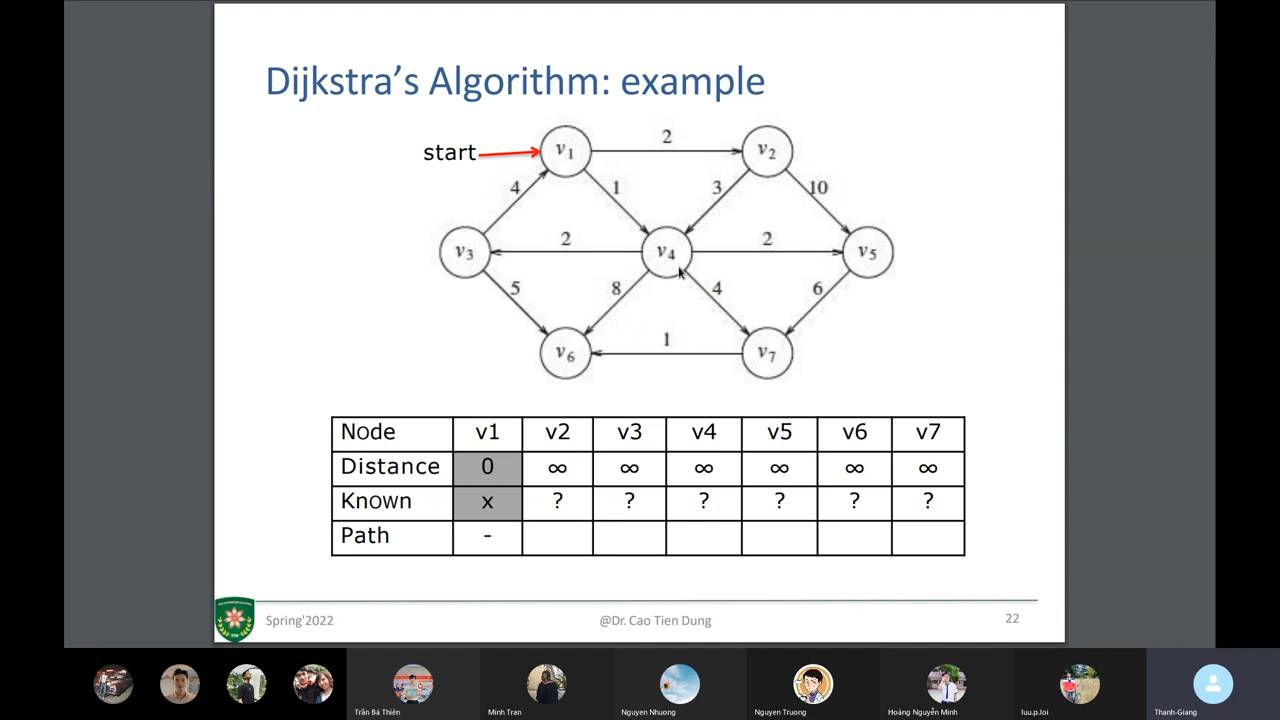 Dijkstra's Algorithm: example
start
v1
2
v2
4
1
3
10
v3
2
v4
2
v5
5
8
4
6
v6
1
v7
Node v1 v2 v3 v4 v5 v6 v7
Distance 0 ∞ ∞ ∞ ∞ ∞ ∞
Known x ? ? ? ? ? ?
Path -
Spring'2022
@Dr. Cao Tien Dung
22
Trần Bá Thiên
Minh Tran
Nguyen Nhuong
Nguyen Truong
Hoàng Nguyễn Minh
luu.p.loi
Thanh-Giang